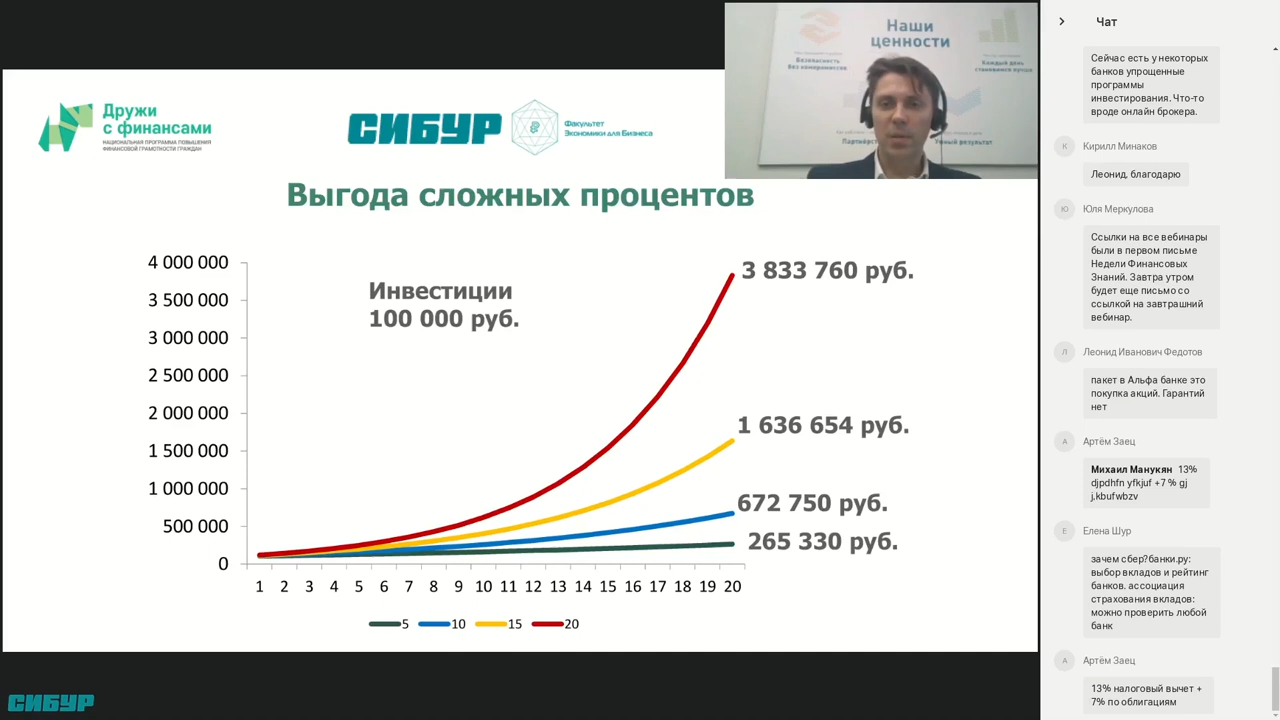 Дружи
с финансами
НАЦИОНАЛЬНАЯ ПРОГРАММА ПОВЫШЕНИЯ
ФИНАНСОВОЙ ГРАМОТНОСТИ ГРАЖДАН
СИБУР
Факультет
Экономики для Бизнеса
Наши
ценности
Безопасность
Без компромиссов
Каждый день
становимся лучше
Выгода сложных процентов
4 000 000
3 500 000
3 000 000
2 500 000
2 000 000
1 500 000
1 000 000
500 000
0
Инвестиции
100 000 руб.
3 833 760 руб.
1 636 654 руб.
672 750 руб.
265 330 руб.
1 2 3 4 5 6 7 8 9 10 11 12 13 14 15 16 17 18 19 20
5 10 15 20
СИБУР
Чат
Сейчас есть у некоторых
банков упрощенные
программы
инвестирования. Что-то
вроде онлайн брокера.
К Кирилл Минаков
Леонид, благодарю
Ю Юля Меркулова
Ссылки на все вебинары
были в первом письме
Недели Финансовых
Знаний. Завтра утром
будет еще письмо со
ссылкой на завтрашний
вебинар.
Л Леонид Иванович Федотов
пакет в Альфа банке это
покупка акций. Гарантий
нет
А Артём Заец
Михаил Манукян 13%
djpdhfn yfkjuf +7 % gj
j,kbufwbzv
Е Елена Шур
зачем сбер?банки.ру:
выбор вкладов и рейтинг
банков. ассоциация
страхования вкладов:
можно проверить любой
банк
А Артём Заец
13% налоговый вычет +
7% по облигациям